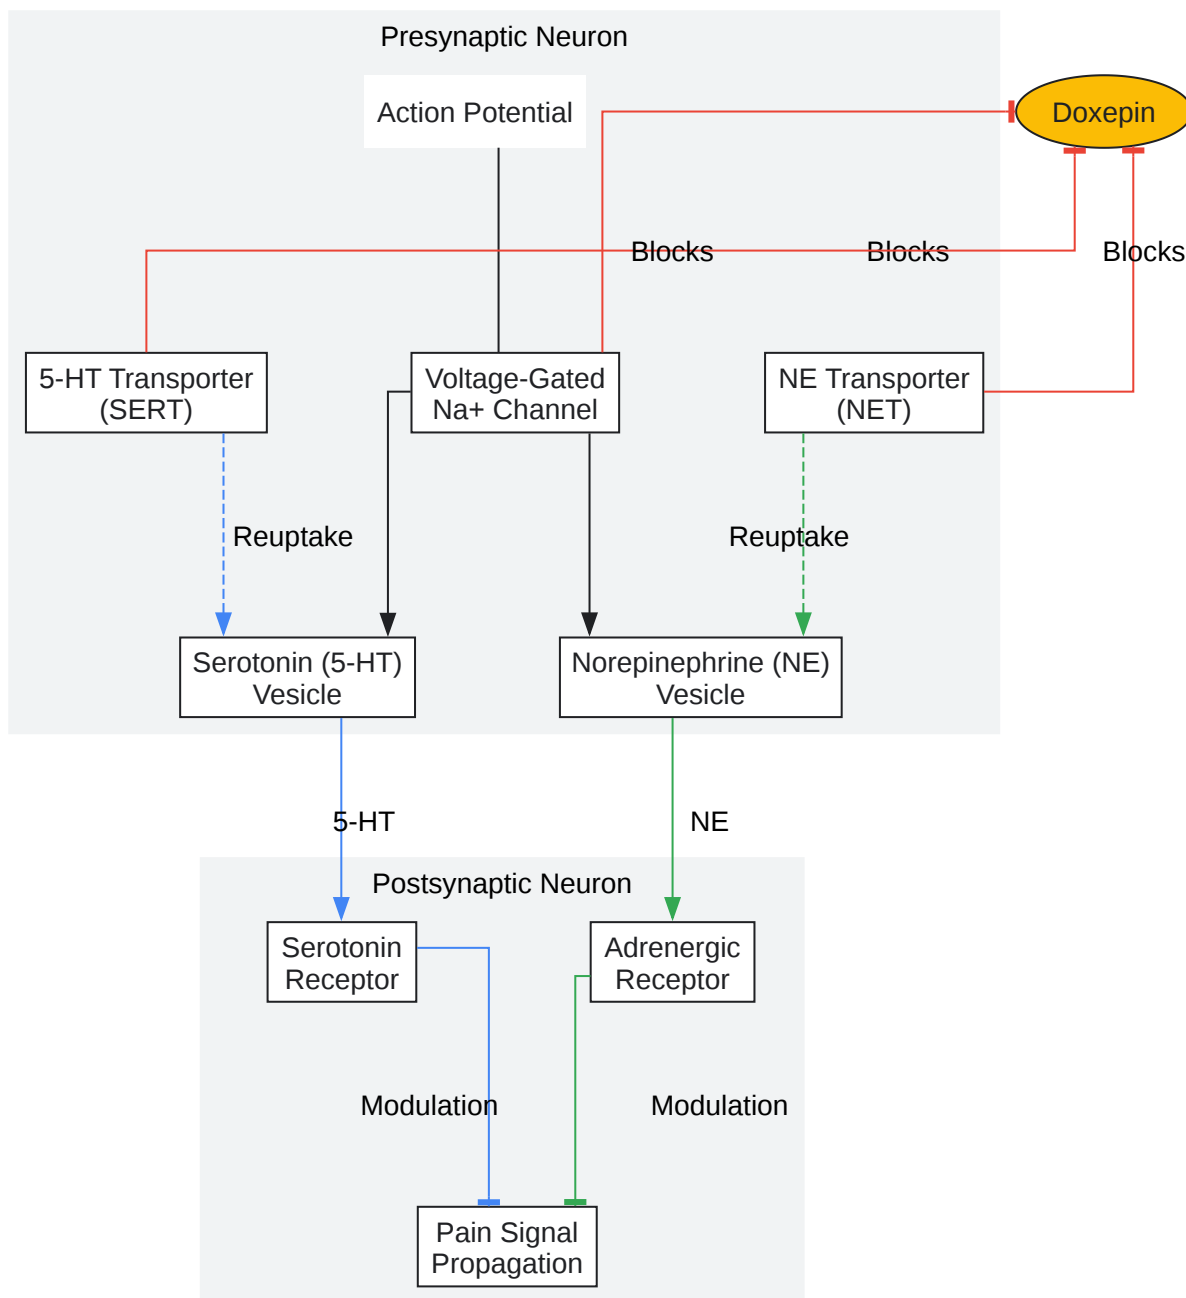 Presynaptic Neuron
Action Potential
Doxepin
Blocks
Blocks
Blocks
5-HT Transporter
(SERT)
Voltage-Gated
Na+ Channel
NE Transporter
(NET)
Reuptake
Reuptake
Serotonin (5-HT)
Vesicle
Norepinephrine (NE)
Vesicle
5-HT
NE
Postsynaptic Neuron
Serotonin
Receptor
Adrenergic
Receptor
Modulation
Modulation
Pain Signal
Propagation